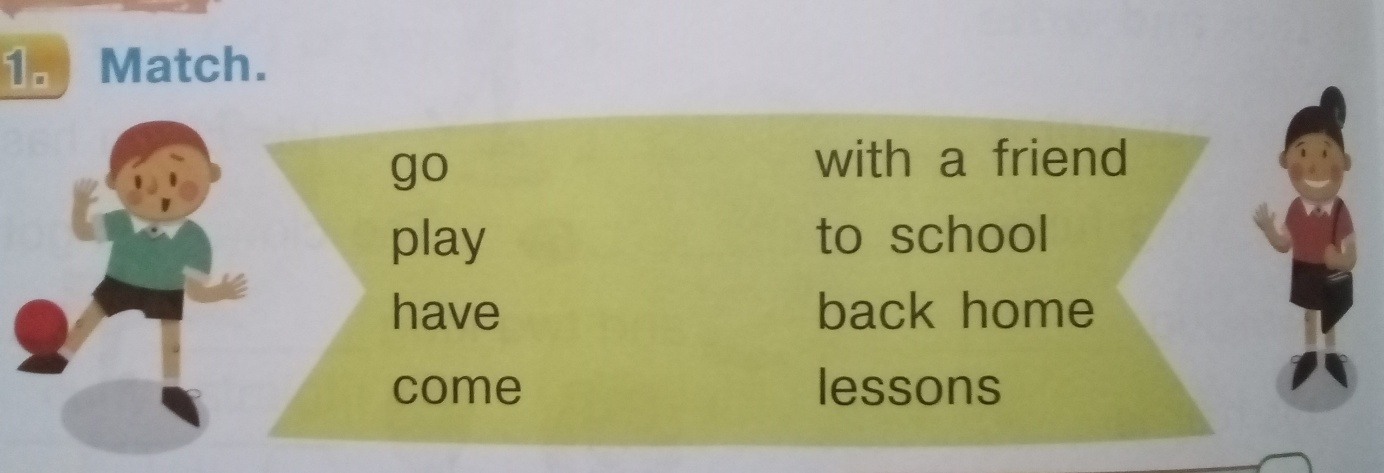 1. Match.
go with a friend
play to school
have back home
come lessons